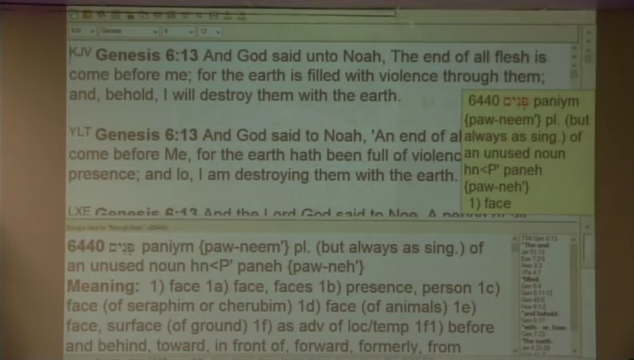 KJV Genesis 6:13 And God said unto Noah, The end of all flesh is
come before me; for the earth is filled with violence through them;
and, behold, I will destroy them with the earth.
YLT Genesis 6:13 And God said to Noah, 'An end of al
come before Me, for the earth hath been full of violenc
presence; and lo, I am destroying them with the earth.
LXE Genesis 6:13 And the Lord God said to Noe, A
6440 פָּנִים paniym
{paw-neem'} pl. (but
always as sing.) of
an unused noun
hn<P' paneh
{paw-neh'}
1) face
6440 פָּנִים paniym {paw-neem'} pl. (but always as sing.) of
an unused noun hn<P' paneh {paw-neh'}
Meaning: 1) face 1a) face, faces 1b) presence, person 1c)
face (of seraphim or cherubim) 1d) face (of animals) 1e)
face, surface (of ground) 1f) as adv of loc/temp 1f1) before
and behind, toward, in front of, forward, formerly, from